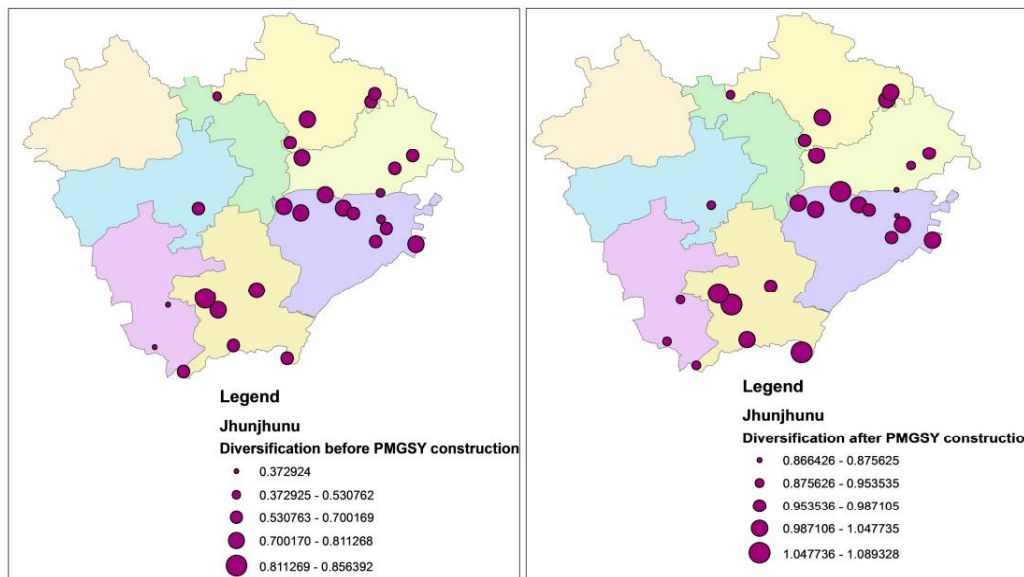 Legend
Jhunjhunu
Diversification before PMGSY construction
0.372924
0.372925 - 0.530762
0.530763 - 0.700169
0.700170 - 0.811268
0.811269 - 0.856392
Legend
Jhunjhunu
Diversification after PMGSY constructio
0.866426 - 0.875625
0.875626 - 0.953535
0.953536 - 0.987105
0.987106 - 1.047735
1.047736 - 1.089328